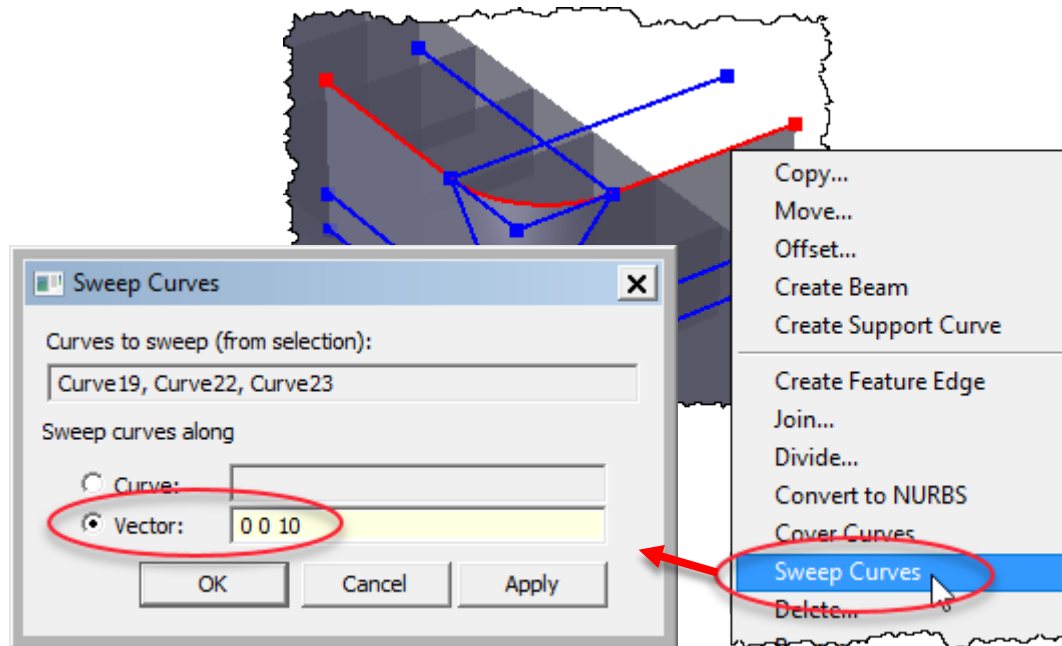 Copy...
Move...
Offset...
Create Beam
Create Support Curve
Create Feature Edge
Join...
Divide...
Convert to NURBS
Cover Curves
Sweep Curves
Delete...
Sweep Curves
Curves to sweep (from selection):
Curve19, Curve22, Curve23
Sweep curves along
Curve:
Vector: 0 0 10
OK Cancel Apply